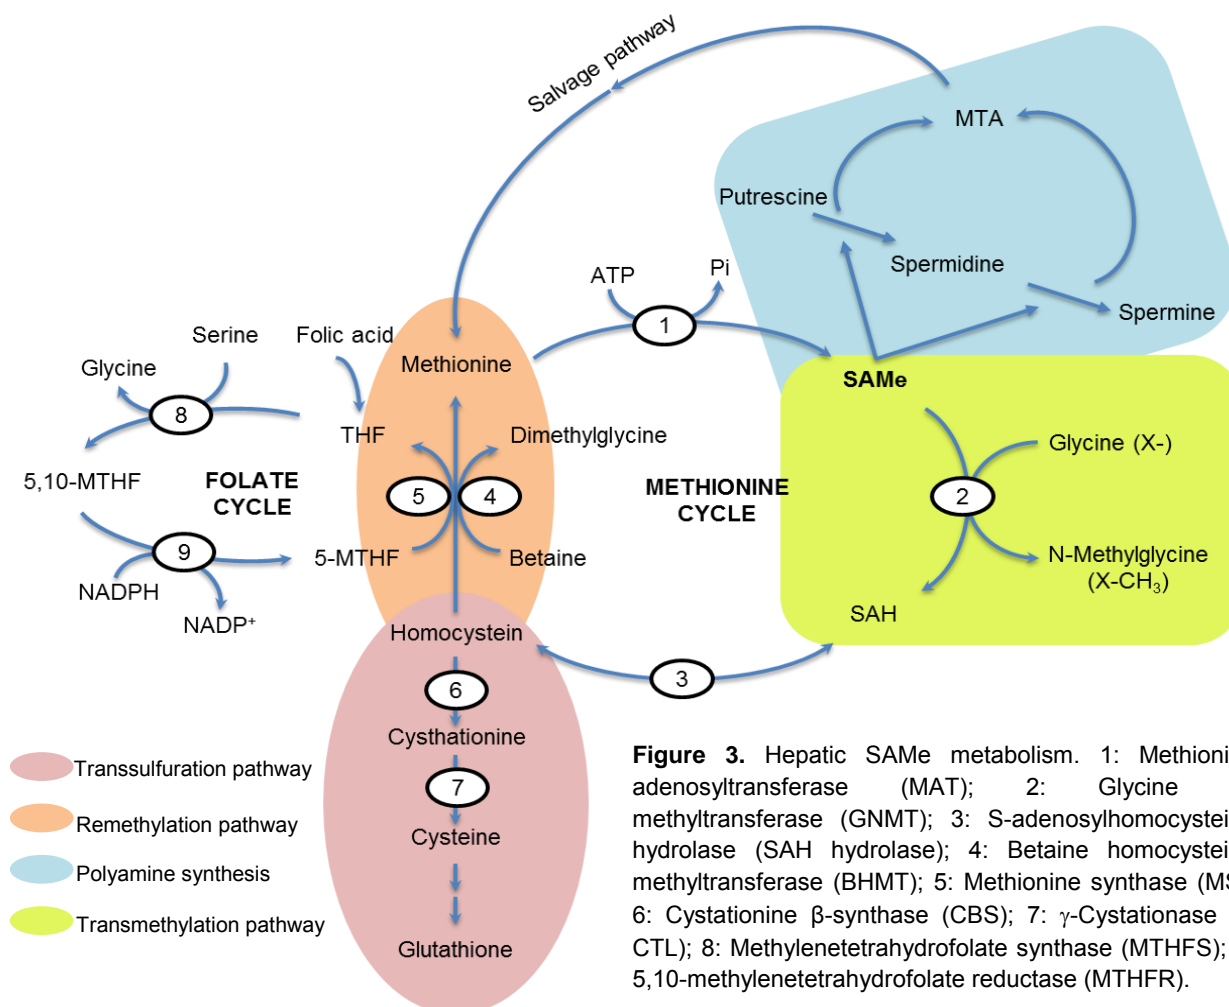 Salvage pathway
MTA
Putrescine
Spermidine
Spermine
ATP
Pi
1
Serine
Folic acid
Glycine
Methionine
SAMe
8
THF
Dimethylglycine
Glycine (X-)
5,10-MTHF
FOLATE
CYCLE
5
4
METHIONINE
CYCLE
2
9
5-MTHF
Betaine
N-Methylglycine
(X-CH₃)
NADPH
NADP⁺
SAH
Homocystein
3
6
Cysthationine
7
Cysteine
Glutathione
Transsulfuration pathway
Remethylation pathway
Polyamine synthesis
Transmethylation pathway
Figure 3. Hepatic SAMe metabolism. 1:
adenosyltransferase (MAT); 2: Glycine
methyltransferase (GNMT); 3:
hydrolase (SAH hydrolase); 4: Betaine
methyltransferase (BHMT); 5: Methionine synthase
6: Cystationine β-synthase (CBS); 7: γ-Cystationase
CTL); 8: Methylenetetrahydrofolate synthase (MTHFS);
5,10-methylenetetrahydrofolate reductase (MTHFR).